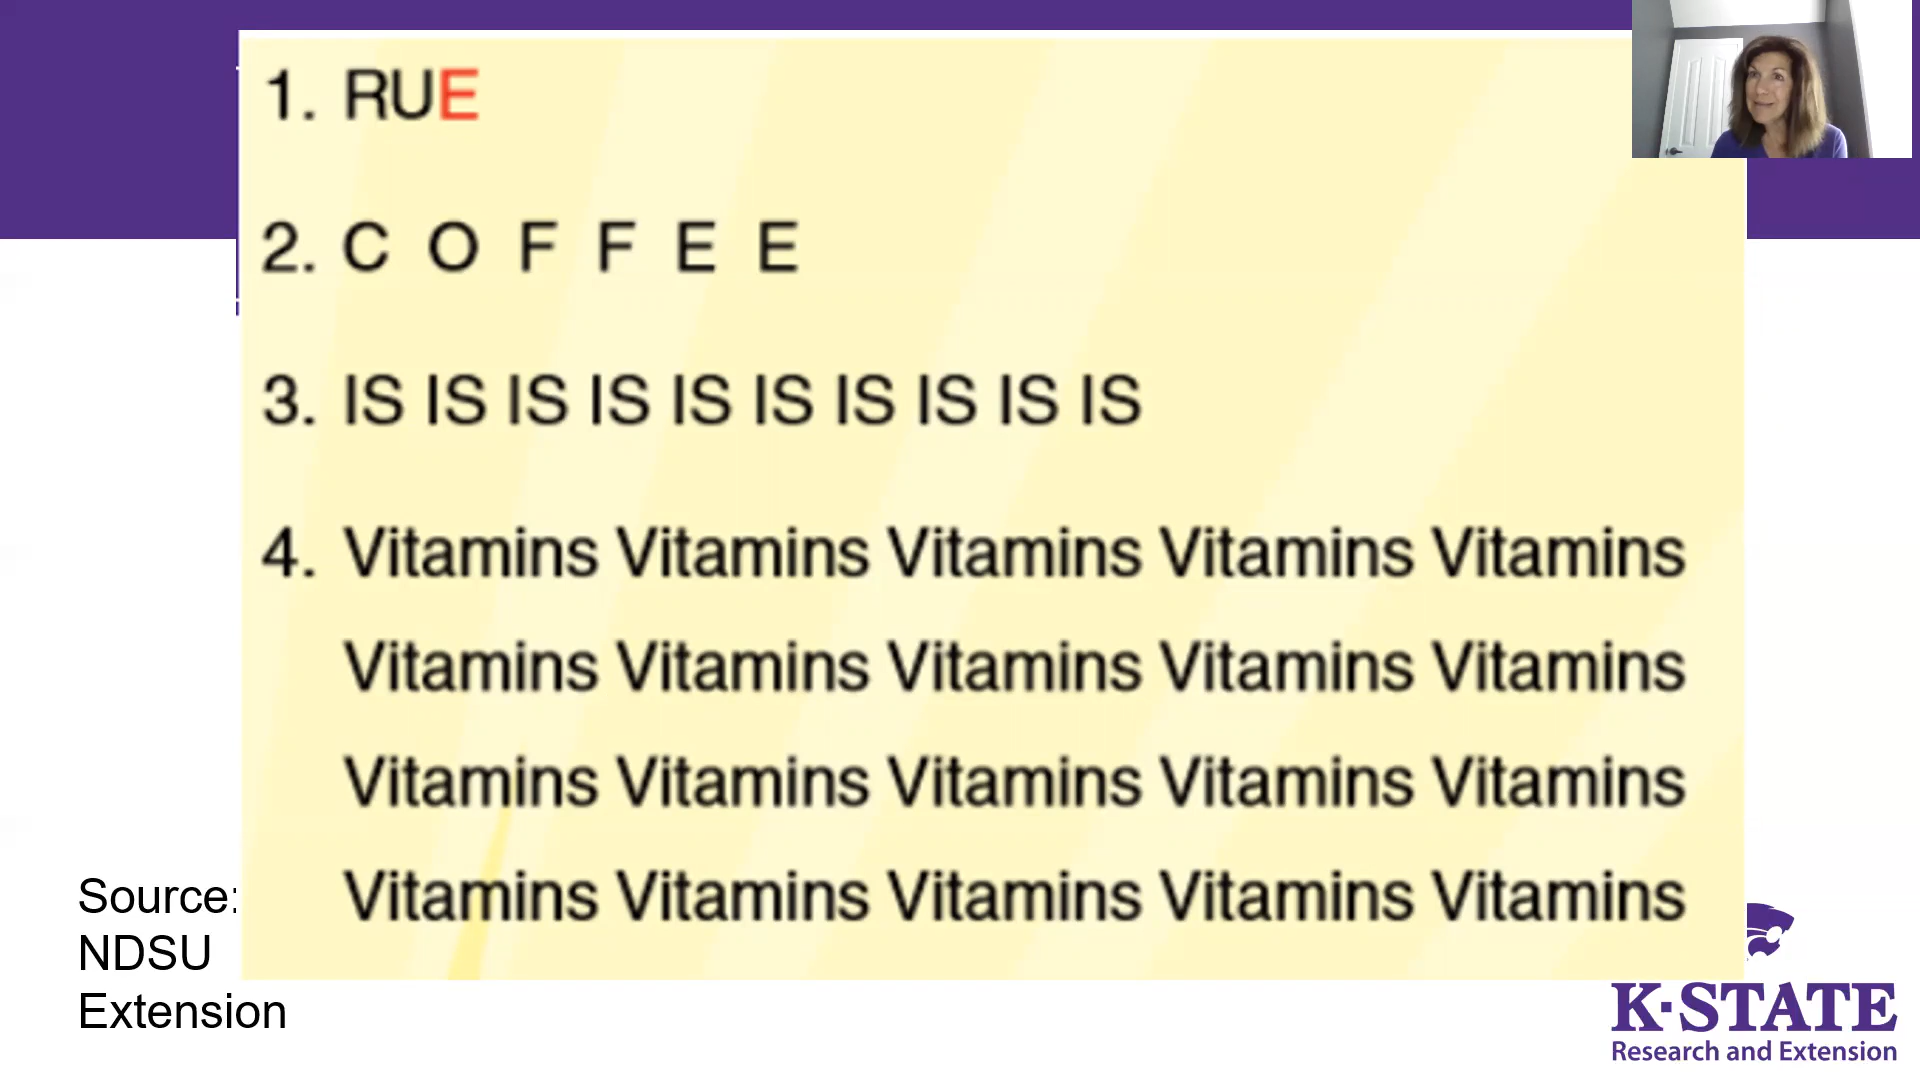 1. RUE
2. C O F F E E
3. IS IS IS IS IS IS IS IS IS IS
4. Vitamins Vitamins Vitamins Vitamins Vitamins
Vitamins Vitamins Vitamins Vitamins Vitamins
Vitamins Vitamins Vitamins Vitamins Vitamins
Vitamins Vitamins Vitamins Vitamins Vitamins
Source:
NDSU
Extension
K-STATE
Research and Extension